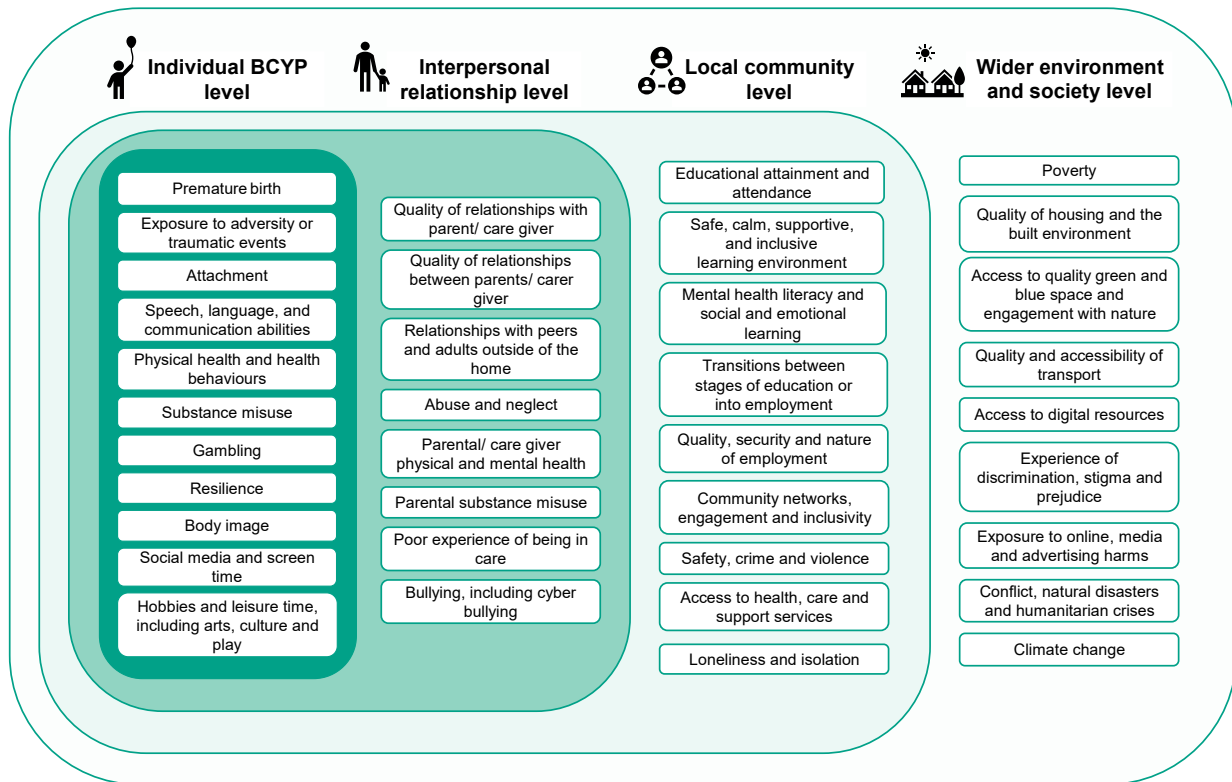 Individual BCYP
level
Interpersonal
relationship level
Local community
level
Wider environment
and society level
Premature birth
Exposure to adversity or
traumatic events
Attachment
Speech, language, and
communication abilities
Physical health and health
behaviours
Substance misuse
Gambling
Resilience
Body image
Social media and screen
time
Hobbies and leisure time,
including arts, culture and
play
Quality of relationships with
parent/ care giver
Quality of relationships
between parents/ carer
giver
Relationships with peers
and adults outside of the
home
Abuse and neglect
Parental/ care giver
physical and mental health
Parental substance misuse
Poor experience of being in
care
Bullying, including cyber
bullying
Educational attainment and
attendance
Safe, calm, supportive,
and inclusive
learning environment
Mental health literacy and
social and emotional
learning
Transitions between
stages of education or
into employment
Quality, security and nature
of employment
Community networks,
engagement and inclusivity
Safety, crime and violence
Access to health, care and
support services
Loneliness and isolation
Poverty
Quality of housing and the
built environment
Access to quality green and
blue space and
engagement with nature
Quality and accessibility of
transport
Access to digital resources
Experience of
discrimination, stigma and
prejudice
Exposure to online, media
and advertising harms
Conflict, natural disasters
and humanitarian crises
Climate change